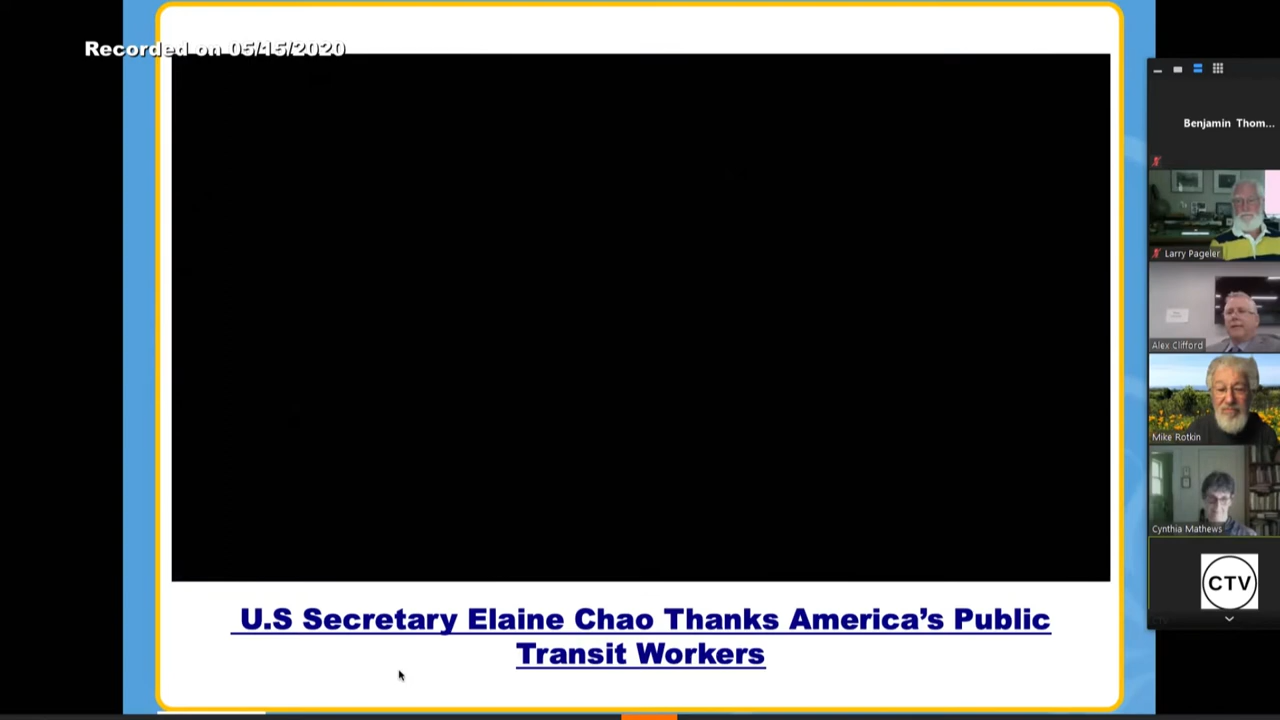 Recorded on 05/15/2020
Benjamin Thom...
Larry Pageler
Alex Clifford
Mike Rotkin
Cynthia Mathews
CTV
U.S Secretary Elaine Chao Thanks America's Public
Transit Workers